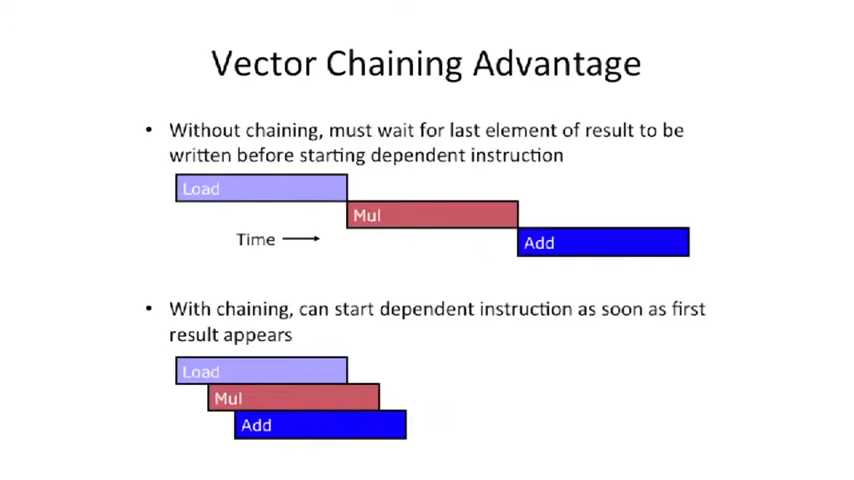 Vector Chaining Advantage
• Without chaining, must wait for last element of result to be
written before starting dependent instruction
Load
Mul
Time
Add
• With chaining, can start dependent instruction as soon as first
result appears
Load
Mul
Add